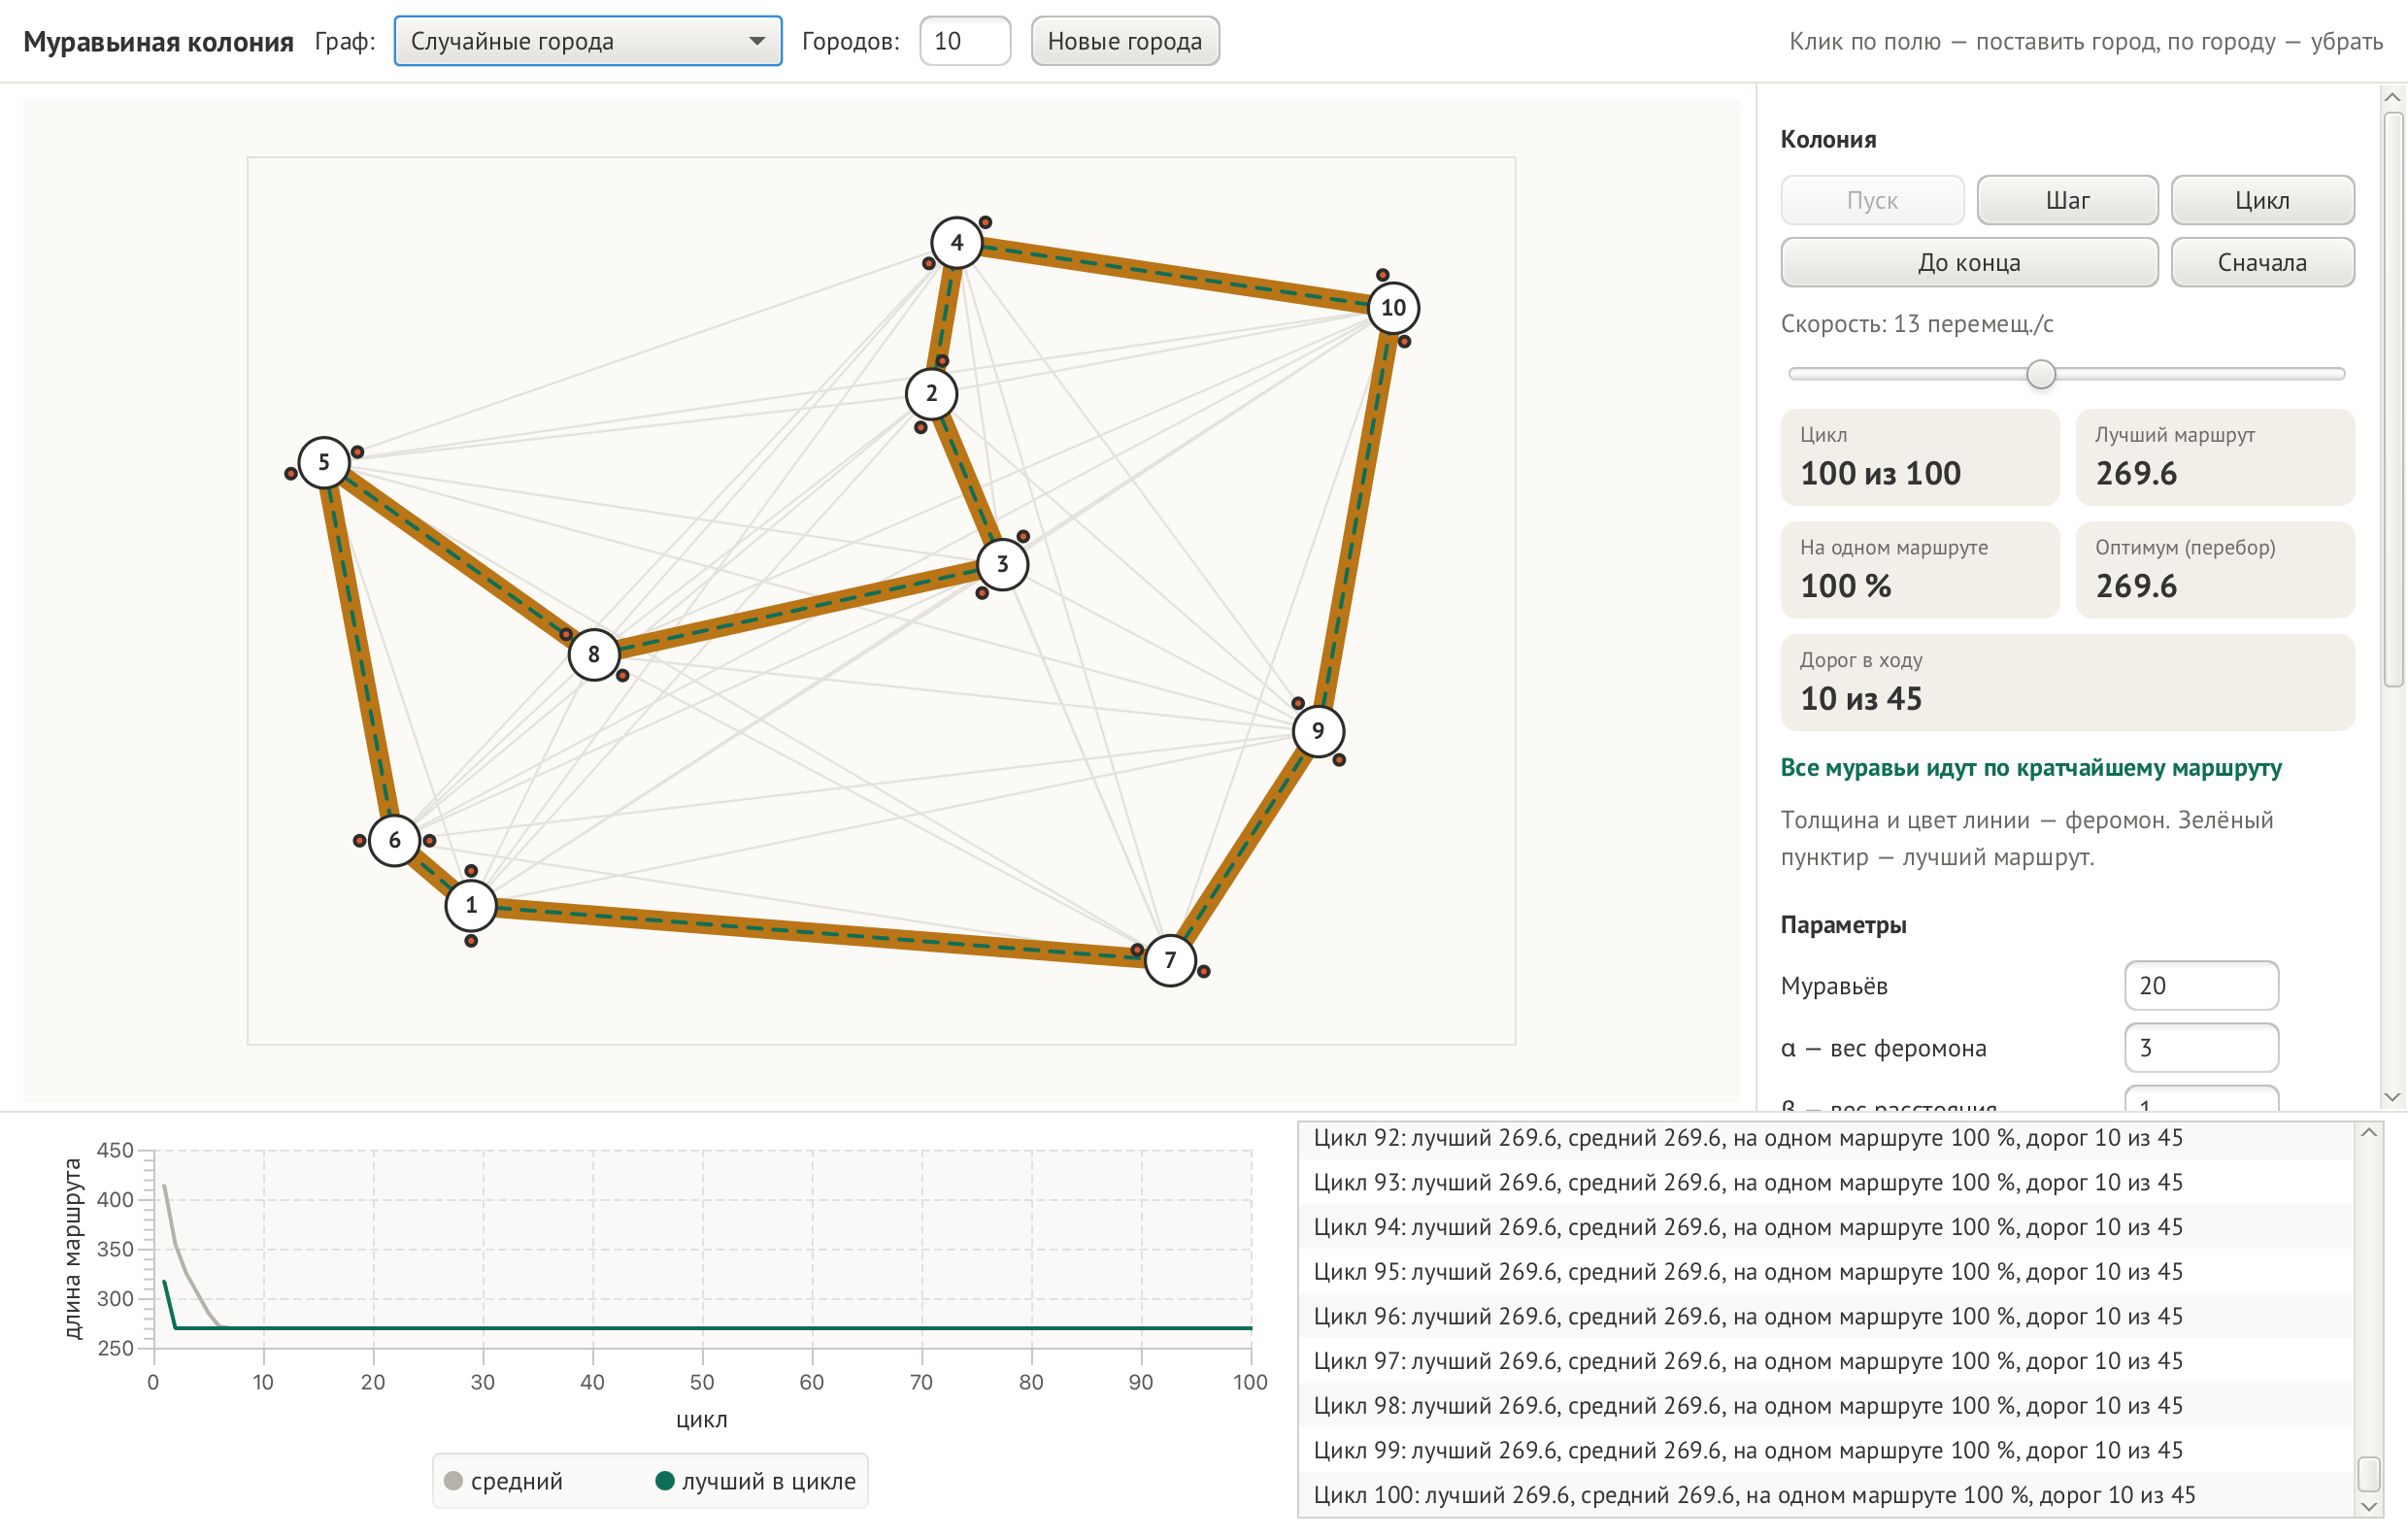 Муравьиная колония Граф: Случайные города Городов: 10 Новые города Клик по полю — поставить город, по городу — убрать
4
10
2
5
3
8
9
6
1
7
Колония
Пуск Шаг Цикл
До конца Сначала
Скорость: 13 перемещ./с
Цикл Лучший маршрут
100 из 100 269.6
На одном маршруте Оптимум (перебор)
100 % 269.6
Дорог в ходу
10 из 45
Все муравьи идут по кратчайшему маршруту
Толщина и цвет линии — феромон. Зелёный
пунктир — лучший маршрут.
Параметры
Муравьёв 20
α — вес феромона 3
β — вес расстояния 1
длина маршрута
450
400
350
300
250
0 10 20 30 40 50 60 70 80 90 100
цикл
средний лучший в цикле
Цикл 92: лучший 269.6, средний 269.6, на одном маршруте 100 %, дорог 10 из 45
Цикл 93: лучший 269.6, средний 269.6, на одном маршруте 100 %, дорог 10 из 45
Цикл 94: лучший 269.6, средний 269.6, на одном маршруте 100 %, дорог 10 из 45
Цикл 95: лучший 269.6, средний 269.6, на одном маршруте 100 %, дорог 10 из 45
Цикл 96: лучший 269.6, средний 269.6, на одном маршруте 100 %, дорог 10 из 45
Цикл 97: лучший 269.6, средний 269.6, на одном маршруте 100 %, дорог 10 из 45
Цикл 98: лучший 269.6, средний 269.6, на одном маршруте 100 %, дорог 10 из 45
Цикл 99: лучший 269.6, средний 269.6, на одном маршруте 100 %, дорог 10 из 45
Цикл 100: лучший 269.6, средний 269.6, на одном маршруте 100 %, дорог 10 из 45